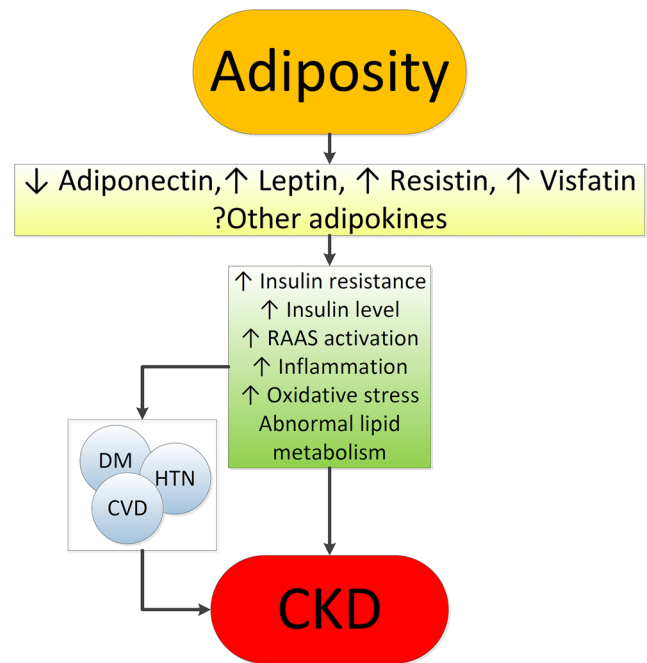 Adiposity
↓ Adiponectin,↑ Leptin, ↑ Resistin, ↑ Visfatin
?Other adipokines
↑ Insulin resistance
↑ Insulin level
↑ RAAS activation
↑ Inflammation
↑ Oxidative stress
Abnormal lipid
metabolism
DM
HTN
CVD
CKD